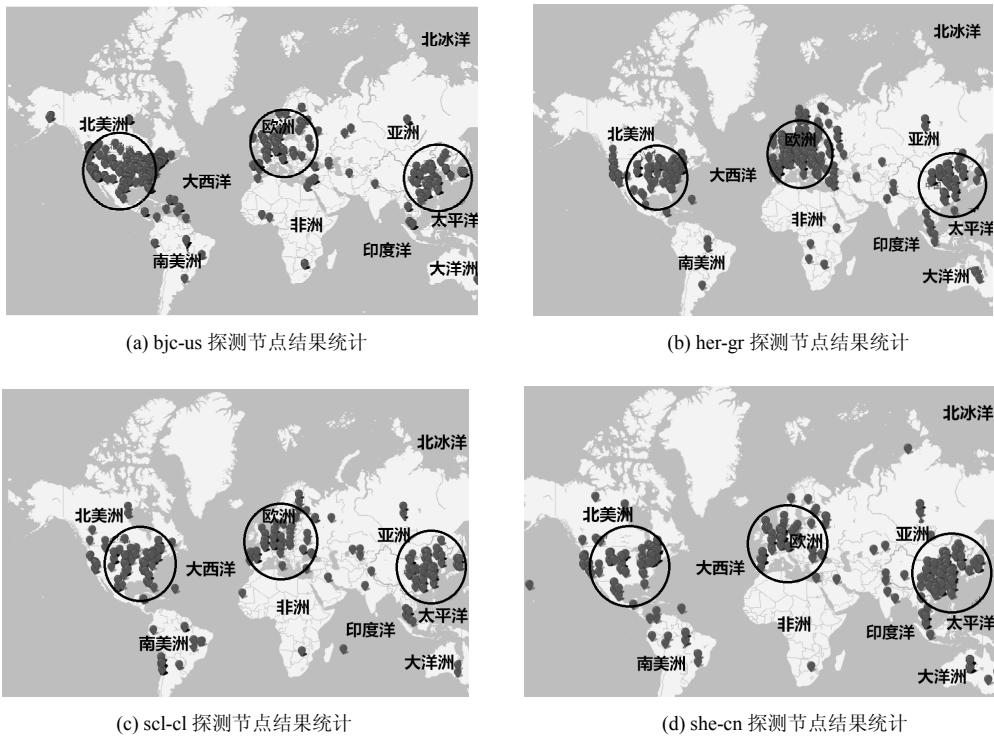 北冰洋
北美洲
欧洲
亚洲
大西洋
非洲
太平洋
印度洋
南美洲
大洋洲
(a) bjc-us 探测节点结果统计
北冰洋
北美洲
欧洲
亚洲
大西洋
非洲
太平洋
印度洋
南美洲
大洋洲
(b) her-gr 探测节点结果统计
北冰洋
北美洲
欧洲
亚洲
大西洋
非洲
太平洋
印度洋
南美洲
大洋洲
(c) scl-cl 探测节点结果统计
北冰洋
北美洲
欧洲
亚洲
大西洋
非洲
太平洋
印度洋
南美洲
大洋洲
(d) she-cn 探测节点结果统计